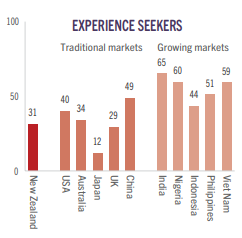 EXPERIENCE SEEKERS
Traditional markets Growing markets
100
50
0
31
40
34
12
29
49
65
60
44
51
59
New Zealand
USA
Australia
Japan
UK
China
India
Nigeria
Indonesia
Philippines
Viet Nam